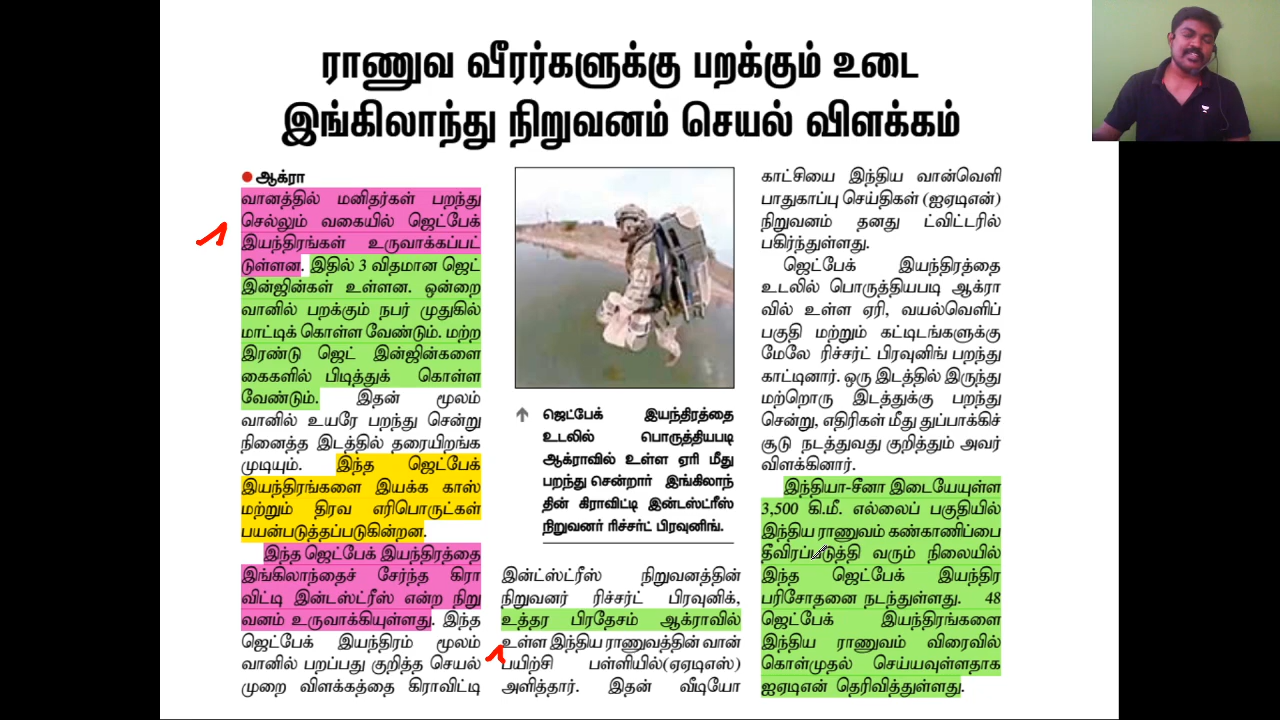 ராணுவ வீரர்களுக்கு பறக்கும் உடை
இங்கிலாந்து நிறுவனம் செயல் விளக்கம்
ஆக்ரா
வானத்தில் மனிதர்கள் பறந்து
செல்லும் வகையில் ஜெட்பேக்
இயந்திரங்கள் உருவாக்கப்பட்
டுள்ளன. இதில் 3 விதமான ஜெட்
இன்ஜின்கள் உள்ளன. ஒன்றை
வானில் பறக்கும் நபர் முதுகில்
மாட்டிக் கொள்ள வேண்டும். மற்ற
இரண்டு ஜெட் இன்ஜின்களை
கைகளில் பிடித்துக் கொள்ள
வேண்டும். இதன் மூலம்
வானில் உயரே பறந்து சென்று
நினைத்த இடத்தில் தரையிறங்க
முடியும். இந்த ஜெட்பேக்
இயந்திரங்களை இயக்க காஸ்
மற்றும் திரவ எரிபொருட்கள்
பயன்படுத்தப்படுகின்றன.
இந்த ஜெட்பேக் இயந்திரத்தை
இங்கிலாந்தைச் சேர்ந்த கிரா
விட்டி இன்டஸ்ட்ரீஸ் என்ற நிறு
வனம் உருவாக்கியுள்ளது. இந்த
ஜெட்பேக் இயந்திரம் மூலம்
வானில் பறப்பது குறித்த செயல்
முறை விளக்கத்தை கிராவிட்டி
ஜெட்பேக் இயந்திரத்தை
உடலில் பொருத்தியபடி
ஆக்ராவில் உள்ள ஏரி மீது
பறந்து சென்றார் இங்கிலாந்
தின் கிராவிட்டி இன்டஸ்ட்ரீஸ்
நிறுவனர் ரிச்சர்ட் பிரவுனிங்.
இன்ட்ஸ்ட்ரீஸ் நிறுவனத்தின்
நிறுவனர் ரிச்சர்ட் பிரவுனிக்,
உத்தர பிரதேசம் ஆக்ராவில்
உள்ள இந்திய ராணுவத்தின் வான்
பயிற்சி பள்ளியில்(ஏஏடிஎஸ்)
அளித்தார். இதன் வீடியோ
காட்சியை இந்திய வான்வெளி
பாதுகாப்பு செய்திகள் (ஐஏடிஎன்)
நிறுவனம் தனது ட்விட்டரில்
பகிர்ந்துள்ளது.
ஜெட்பேக் இயந்திரத்தை
உடலில் பொருத்தியபடி ஆக்ரா
வில் உள்ள ஏரி, வயல்வெளிப்
பகுதி மற்றும் கட்டிடங்களுக்கு
மேலே ரிச்சர்ட் பிரவுனிங் பறந்து
காட்டினார். ஒரு இடத்தில் இருந்து
மற்றொரு இடத்துக்கு பறந்து
சென்று, எதிரிகள் மீது துப்பாக்கிச்
சூடு நடத்துவது குறித்தும் அவர்
விளக்கினார்.
இந்தியா-சீனா இடையேயுள்ள
3,500 கி.மீ. எல்லைப் பகுதியில்
இந்திய ராணுவம் கண்காணிப்பை
தீவிரப்படுத்தி வரும் நிலையில்
இந்த ஜெட்பேக் இயந்திர
பரிசோதனை நடந்துள்ளது. 48
ஜெட்பேக் இயந்திரங்களை
இந்திய ராணுவம் விரைவில்
கொள்முதல் செய்யவுள்ளதாக
ஐஏடிஎன் தெரிவித்துள்ளது.